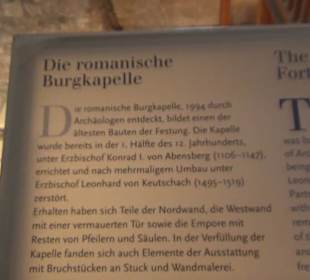 Die romanische
Burgkapelle
Die romanische Burgkapelle, 1994 durch
Archäologen entdeckt, bildet einen der
ältesten Bauten der Festung. Die Kapelle
wurde bereits in der 1. Hälfte des 12. Jahrhunderts,
unter Erzbischof Konrad I. von Abensberg (1106–1147),
errichtet und nach mehrmaligem Umbau unter
Erzbischof Leonhard von Keutschach (1495–1519)
zerstört.
Erhalten haben sich Teile der Nordwand, die Westwand
mit einer vermauerten Tür sowie die Empore mit
Resten von Pfeilern und Säulen. In der Verfüllung der
Kapelle fanden sich auch Elemente der Ausstattung
mit Bruchstücken an Stuck und Wandmalerei.
The